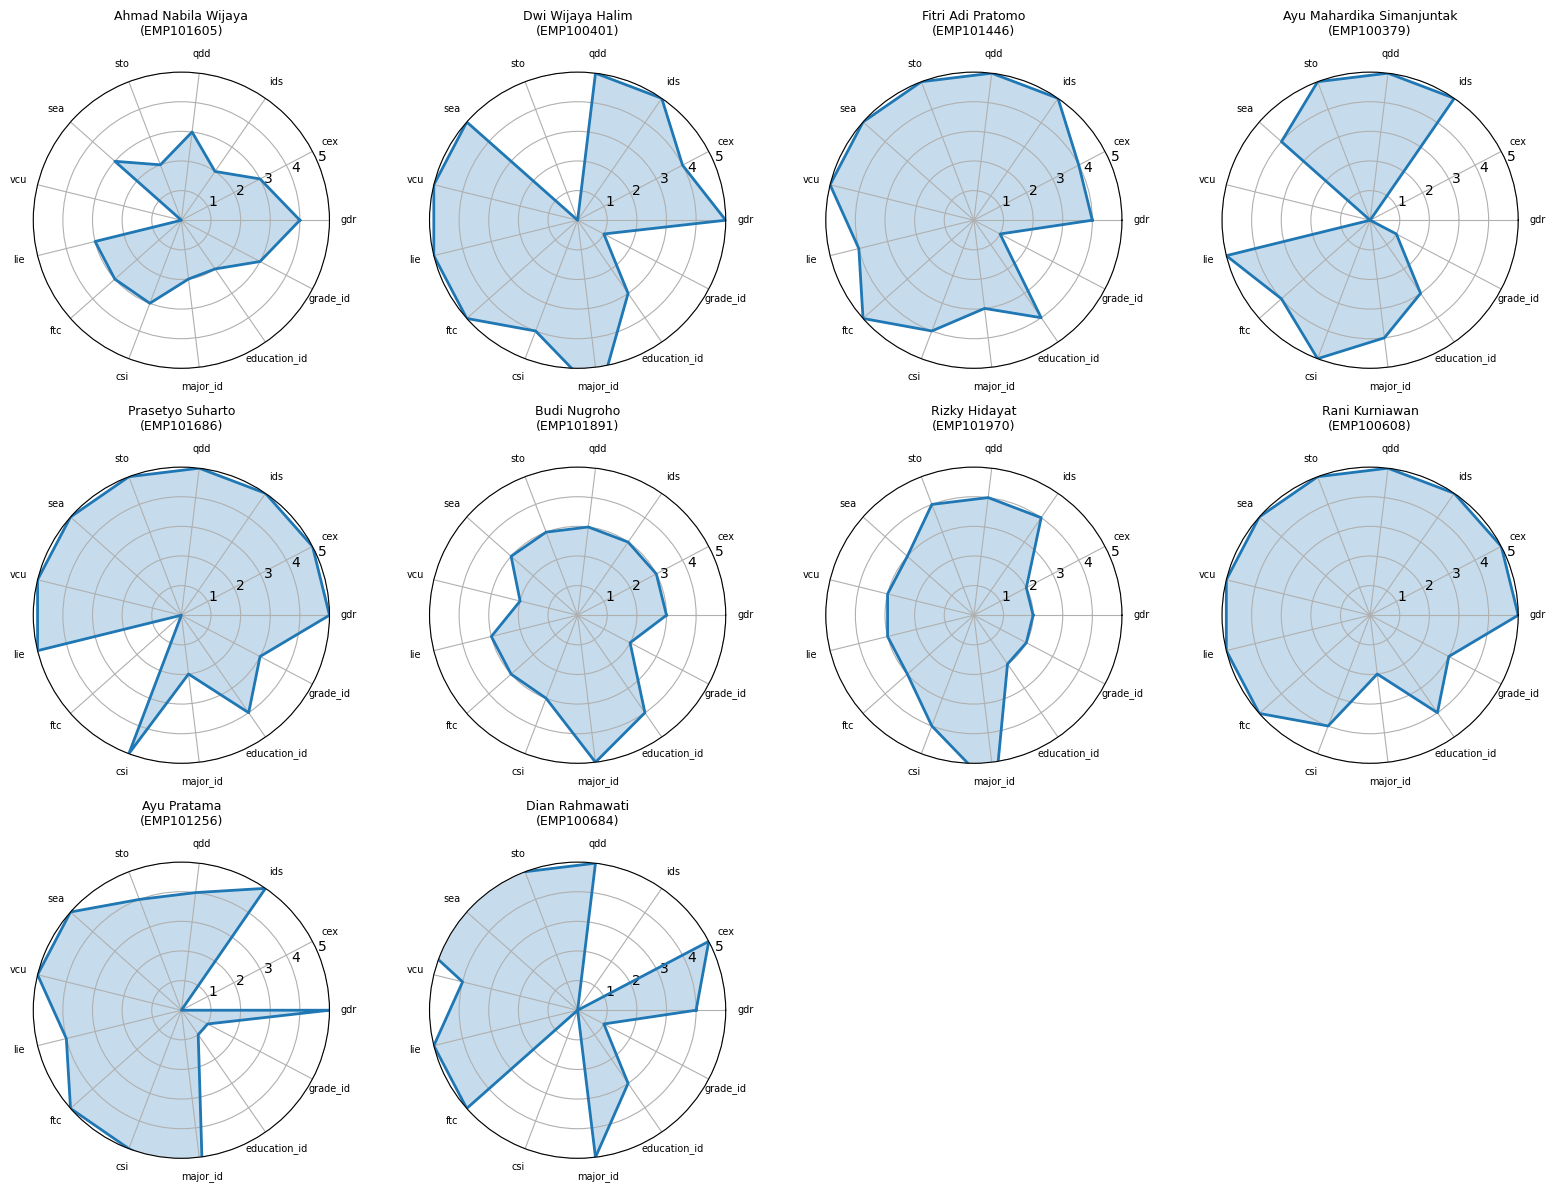 Ahmad Nabila Wijaya
(EMP101605)
qdd
sto
ids
sea
cex
5
4
3
2
1
vcu
gdr
lie
grade_id
ftc
education_id
csi
major_id
Dwi Wijaya Halim
(EMP100401)
qdd
sto
ids
sea
cex
5
4
3
2
1
vcu
gdr
lie
grade_id
ftc
education_id
csi
major_id
Fitri Adi Pratomo
(EMP101446)
qdd
sto
ids
sea
cex
5
4
3
2
1
vcu
gdr
lie
grade_id
ftc
education_id
csi
major_id
Ayu Mahardika Simanjuntak
(EMP100379)
qdd
sto
ids
sea
cex
5
4
3
2
1
vcu
gdr
lie
grade_id
ftc
education_id
csi
major_id
Prasetyo Suharto
(EMP101686)
qdd
sto
ids
sea
cex
5
4
3
2
1
vcu
gdr
lie
grade_id
ftc
education_id
csi
major_id
Budi Nugroho
(EMP101891)
qdd
sto
ids
sea
cex
5
4
3
2
1
vcu
gdr
lie
grade_id
ftc
education_id
csi
major_id
Rizky Hidayat
(EMP101970)
qdd
sto
ids
sea
cex
5
4
3
2
1
vcu
gdr
lie
grade_id
ftc
education_id
csi
major_id
Rani Kurniawan
(EMP100608)
qdd
sto
ids
sea
cex
5
4
3
2
1
vcu
gdr
lie
grade_id
ftc
education_id
csi
major_id
Ayu Pratama
(EMP101256)
qdd
sto
ids
sea
cex
5
4
3
2
1
vcu
gdr
lie
grade_id
ftc
education_id
csi
major_id
Dian Rahmawati
(EMP100684)
qdd
sto
ids
sea
cex
5
4
3
2
1
vcu
gdr
lie
grade_id
ftc
education_id
csi
major_id